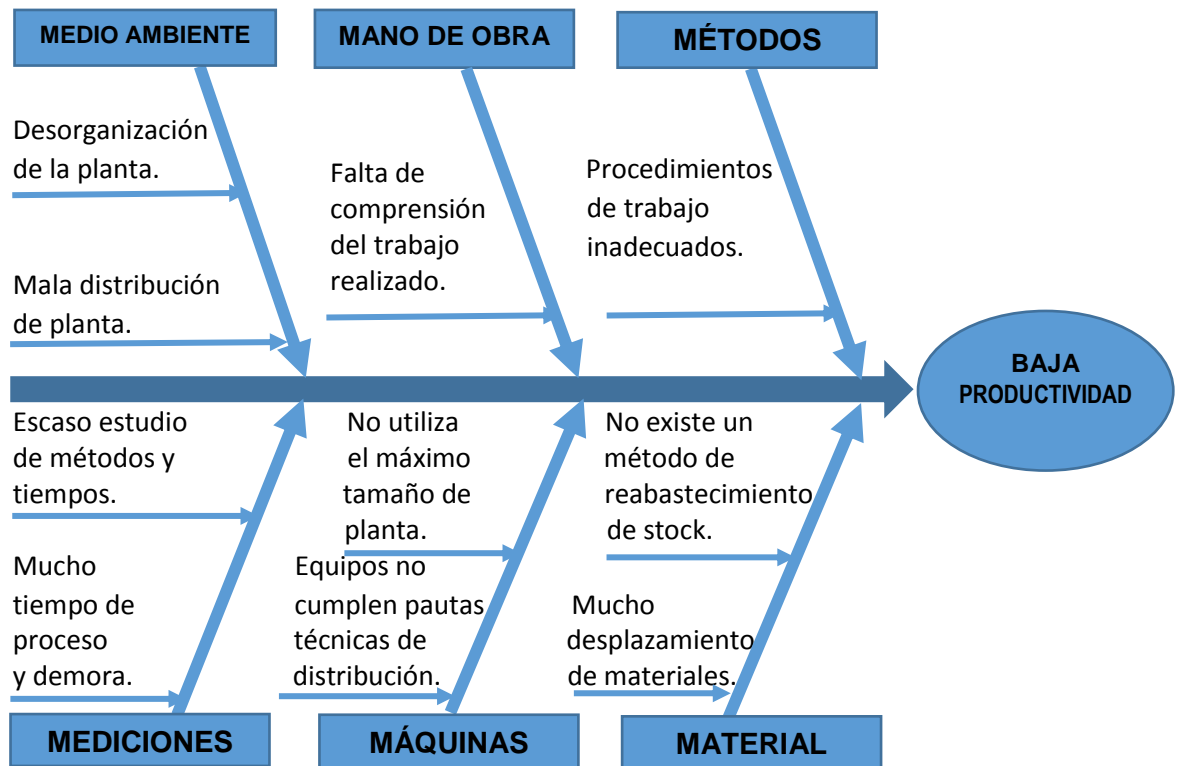 MEDIO AMBIENTE
MANO DE OBRA
MÉTODOS
Desorganización
de la planta.
Mala distribución
de planta.
Falta de
comprensión
del trabajo
realizado.
Procedimientos
de trabajo
inadecuados.
BAJA
PRODUCTIVIDAD
Escaso estudio
de métodos y
tiempos.
Mucho
tiempo de
proceso
y demora.
No utiliza
el máximo
tamaño de
planta.
Equipos no
cumplen pautas
técnicas de
distribución.
No existe un
método de
reabastecimiento
de stock.
Mucho
desplazamiento
de materiales.
MEDICIONES
MÁQUINAS
MATERIAL